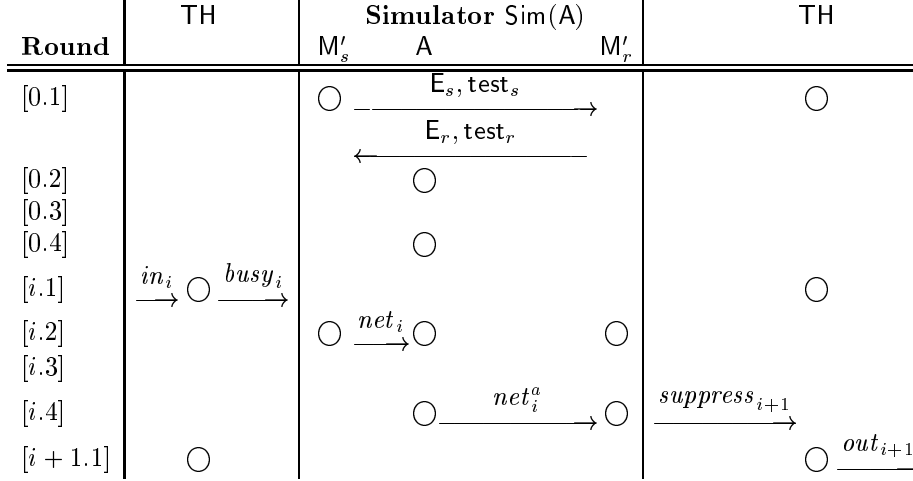 TH Simulator Sim(A) TH
Round M′ₛ A M′ᵣ
[0.1] Eₛ, testₛ
Eᵣ, testᵣ
[0.2]
[0.3]
[0.4]
[i.1] inᵢ busyᵢ
[i.2] netᵢ
[i.3]
[i.4] netᵢᵃ suppressᵢ₊₁
[i + 1.1] outᵢ₊₁